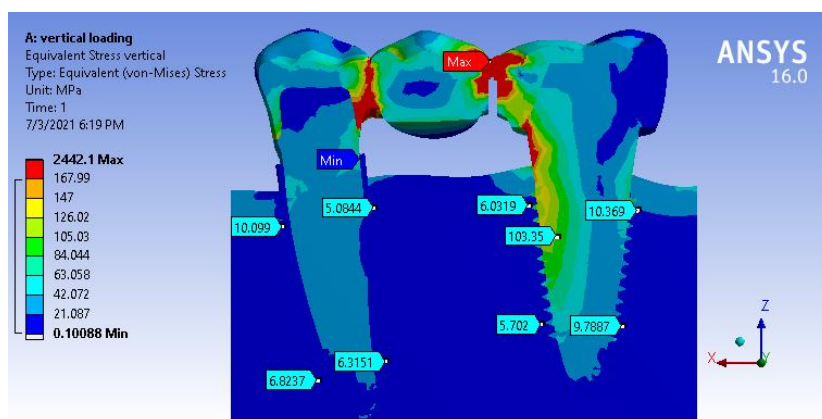 A: vertical loading
Equivalent Stress vertical
Type: Equivalent (von-Mises) Stress
Unit: MPa
Time: 1
7/3/2021 6:19 PM
2442.1 Max
167.99
147
126.02
105.03
84.044
63.058
42.072
21.087
0.10088 Min
ANSYS
16.0
Max
Min
5.0844
10.099
6.0319
10.369
103.35
5.702
9.7887
6.3151
6.8237
Z
X
Y